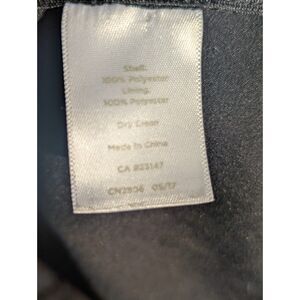 Shell:
100% Polyester
Lining:
100% Polyester
Dry Clean
Made in China
CA #23147
CN2806 05/17